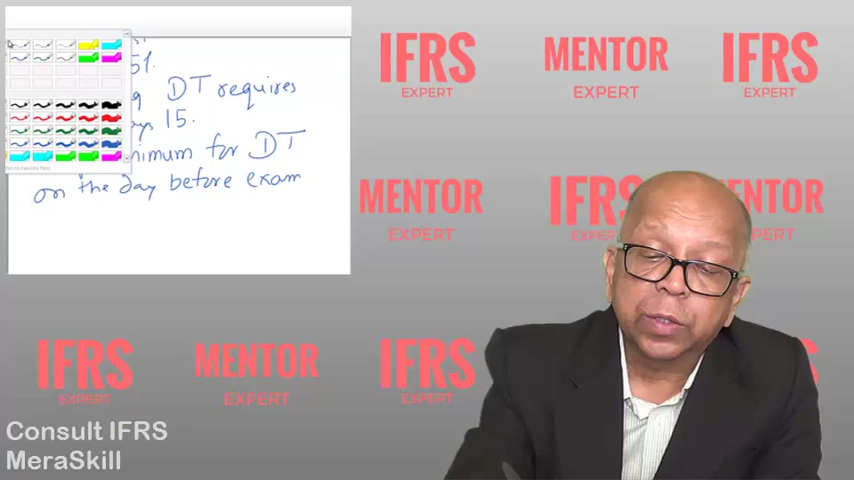 IFRS MENTOR IFRS
EXPERT EXPERT EXPERT
51.
DT requires
15.
for DT
on the day before exam
MENTOR IFRS MENTOR
EXPERT EXPERT EXPERT
IFRS MENTOR IFRS
EXPERT EXPERT EXPERT
Consult IFRS
MeraSkill